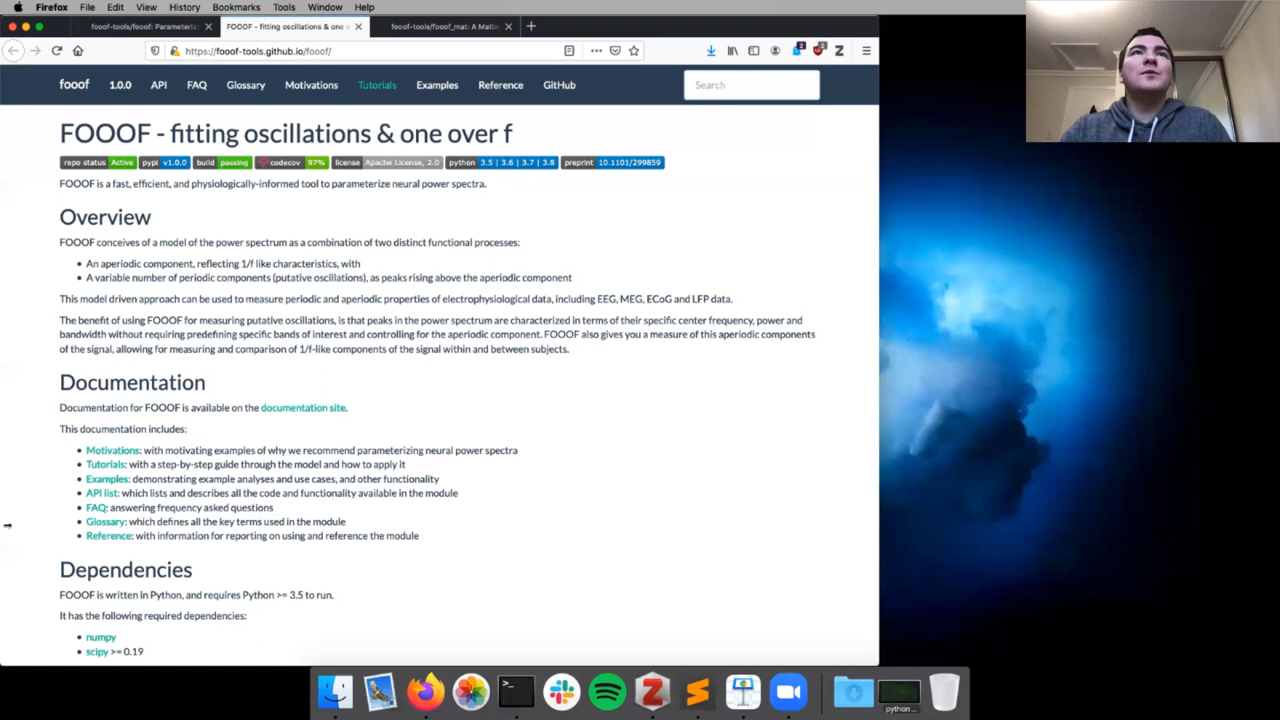 Firefox File Edit View History Bookmarks Tools Window Help
fooof-tools/fooof: Parameteriz
FOOOF - fitting oscillations & one o
fooof-tools/fooof_mat: A Matla
https://fooof-tools.github.io/fooof/
fooof 1.0.0 API FAQ Glossary Motivations Tutorials Examples Reference GitHub Search
FOOOF - fitting oscillations & one over f
repo status Active pypi v1.0.0 build passing codecov 97% license Apache License, 2.0 python 3.5 | 3.6 | 3.7 | 3.8 preprint 10.1101/299859
FOOOF is a fast, efficient, and physiologically-informed tool to parameterize neural power spectra.
Overview
FOOOF conceives of a model of the power spectrum as a combination of two distinct functional processes:
• An aperiodic component, reflecting 1/f like characteristics, with
• A variable number of periodic components (putative oscillations), as peaks rising above the aperiodic component
This model driven approach can be used to measure periodic and aperiodic properties of electrophysiological data, including EEG, MEG, ECoG and LFP data.
The benefit of using FOOOF for measuring putative oscillations, is that peaks in the power spectrum are characterized in terms of their specific center frequency, power and
bandwidth without requiring predefining specific bands of interest and controlling for the aperiodic component. FOOOF also gives you a measure of this aperiodic components
of the signal, allowing for measuring and comparison of 1/f-like components of the signal within and between subjects.
Documentation
Documentation for FOOOF is available on the documentation site.
This documentation includes:
• Motivations: with motivating examples of why we recommend parameterizing neural power spectra
• Tutorials: with a step-by-step guide through the model and how to apply it
• Examples: demonstrating example analyses and use cases, and other functionality
• API list: which lists and describes all the code and functionality available in the module
• FAQ: answering frequency asked questions
• Glossary: which defines all the key terms used in the module
• Reference: with information for reporting on using and reference the module
Dependencies
FOOOF is written in Python, and requires Python >= 3.5 to run.
It has the following required dependencies:
• numpy
• scipy >= 0.19
python ...